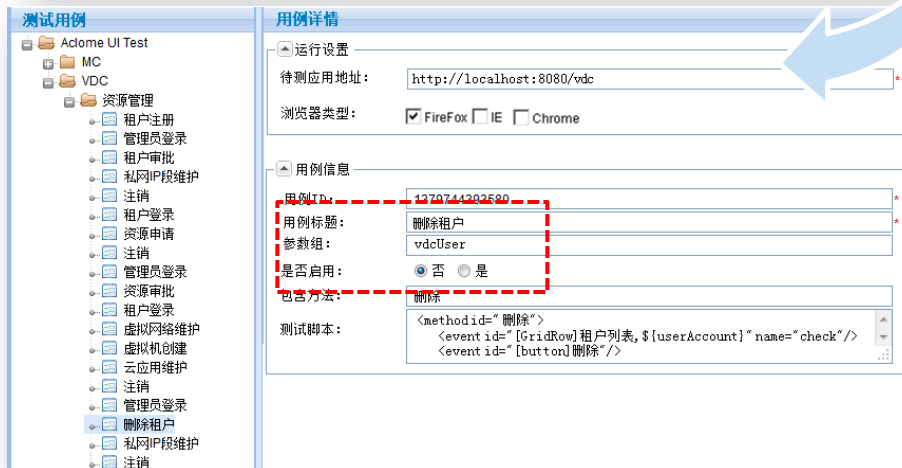 测试用例
Aclome UI Test
MC
VDC
资源管理
租户注册
管理员登录
租户审批
私网IP段维护
注销
租户登录
资源申请
注销
管理员登录
资源审批
租户登录
虚拟网络维护
虚拟机创建
云应用维护
注销
管理员登录
删除租户
私网IP段维护
注销
用例详情
运行设置
待测应用地址: http://localhost:8080/vdc *
浏览器类型: FireFox IE Chrome
用例信息
用例ID: 1379744393580 *
用例标题: 删除租户 *
参数组: vdcUser
是否启用: 否 是
包含方法: 删除
测试脚本: <method id="删除">
<event id="[GridRow]租户列表,${userAccount}" name="check"/>
<event id="[button]删除"/>